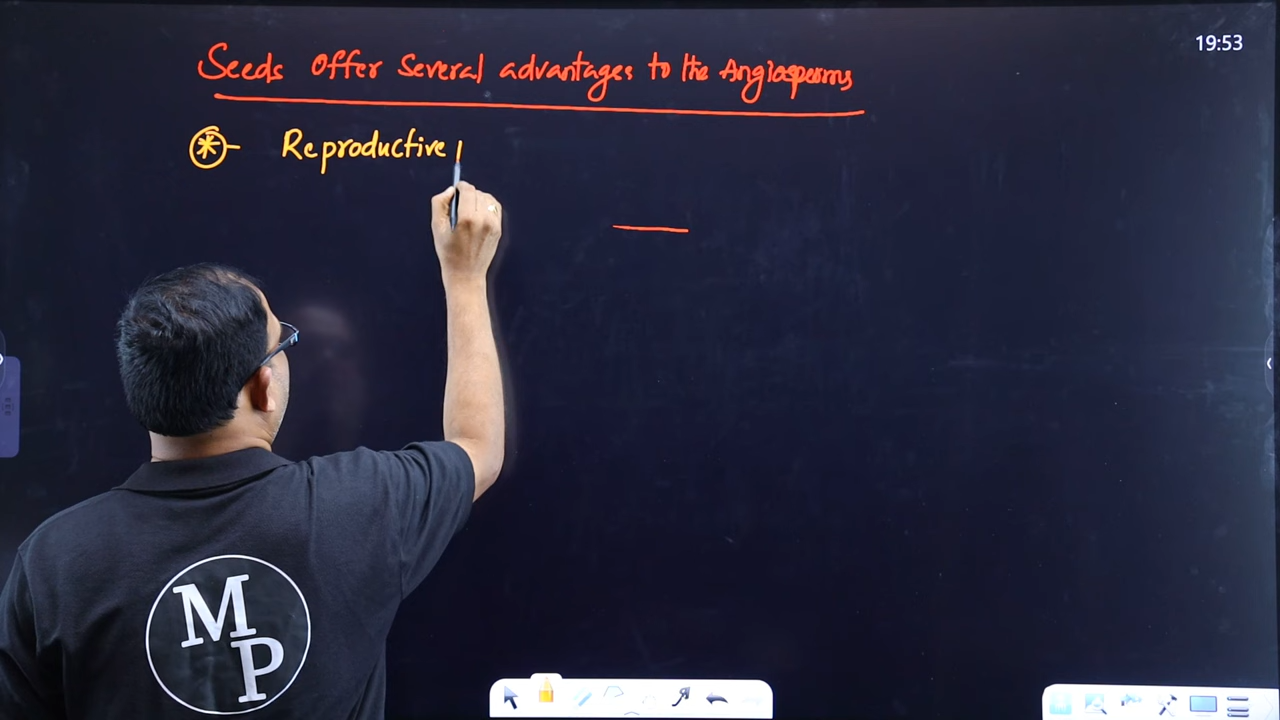 19:53
Seeds Offer Several advantages to the Angiosperms
Reproductive
M
P